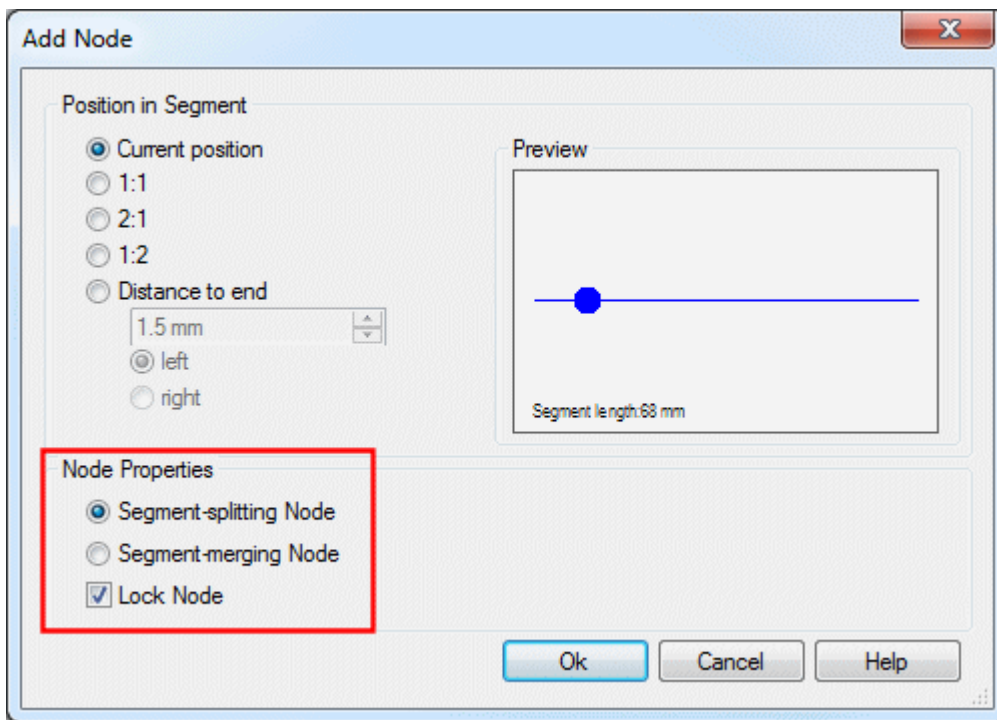 Add Node
Position in Segment
Current position
1:1
2:1
1:2
Distance to end
1.5 mm
left
right
Preview
Segment length:68 mm
Node Properties
Segment-splitting Node
Segment-merging Node
Lock Node
Ok
Cancel
Help